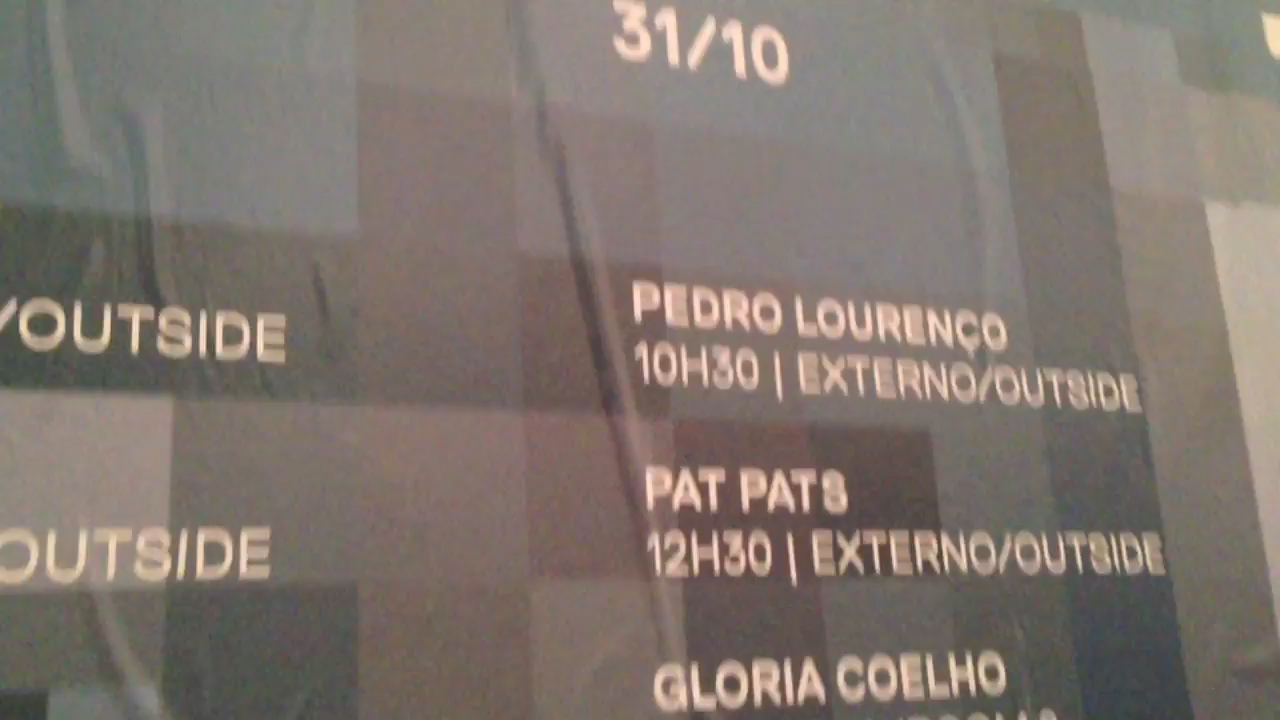 31/10
/OUTSIDE
PEDRO LOURENÇO
10H30 | EXTERNO/OUTSIDE
PAT PATS
OUTSIDE
12H30 | EXTERNO/OUTSIDE
GLORIA COELHO